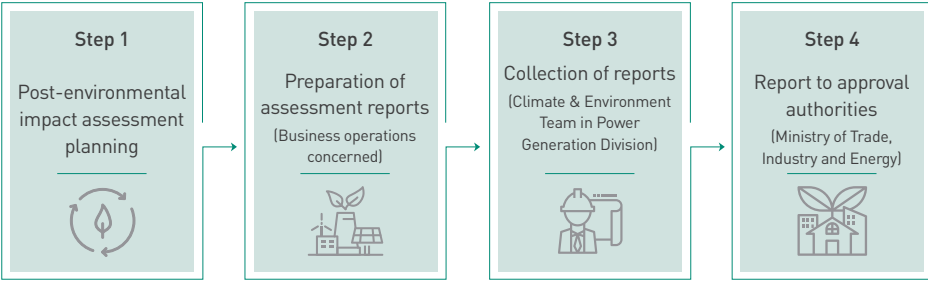 Step 1
Post-environmental
impact assessment
planning
Step 2
Preparation of
assessment reports
(Business operations
concerned)
Step 3
Collection of reports
(Climate & Environment
Team in Power
Generation Division)
Step 4
Report to approval
authorities
(Ministry of Trade,
Industry and Energy)